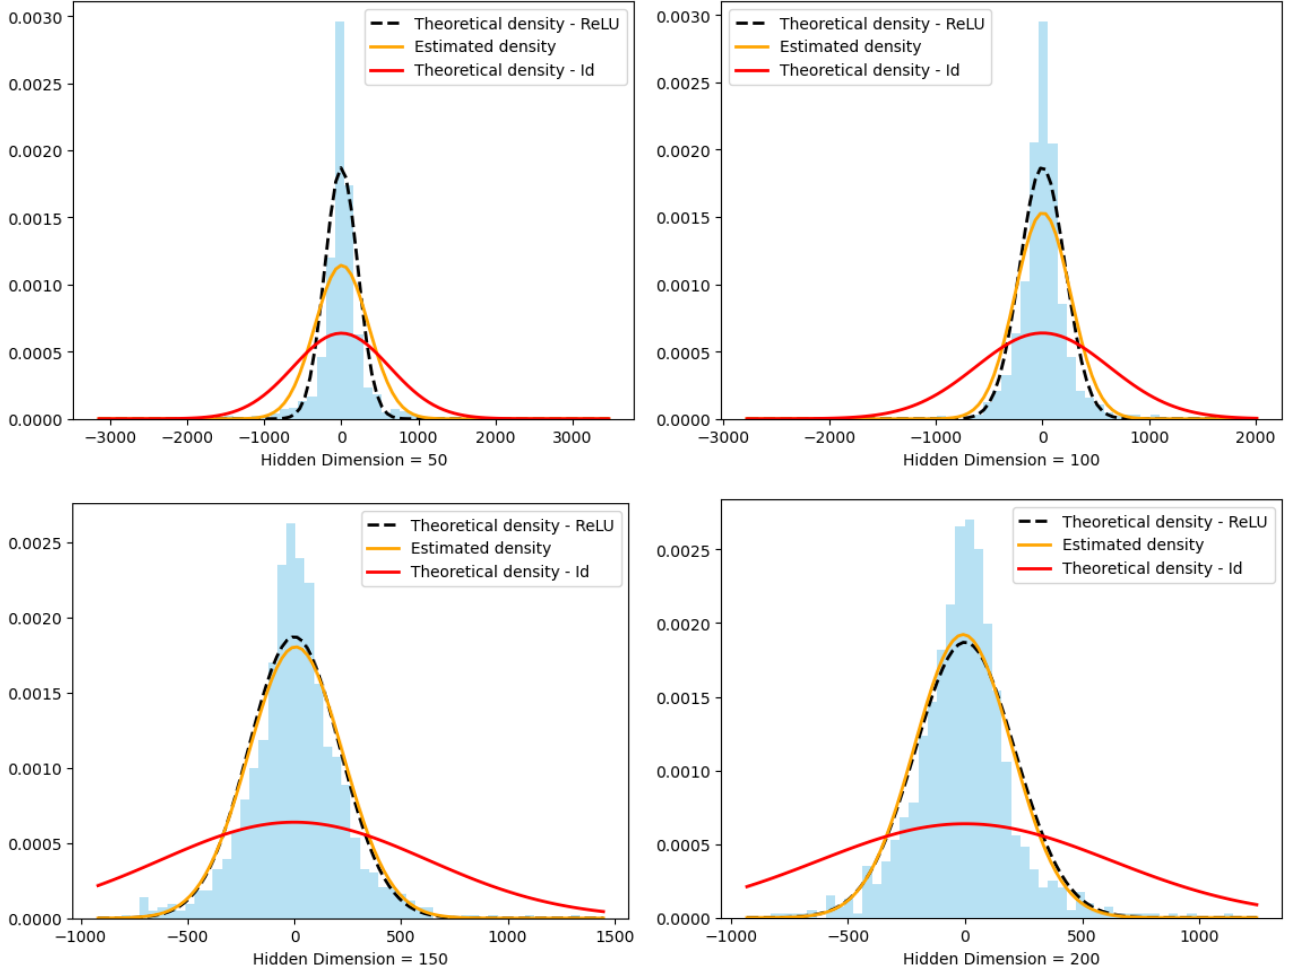 0.0030
0.0025
0.0020
0.0015
0.0010
0.0005
0.0000
Theoretical density - ReLU
Estimated density
Theoretical density - Id
−3000 −2000 −1000 0 1000 2000 3000
Hidden Dimension = 50
0.0030
0.0025
0.0020
0.0015
0.0010
0.0005
0.0000
Theoretical density - ReLU
Estimated density
Theoretical density - Id
−3000 −2000 −1000 0 1000 2000
Hidden Dimension = 100
0.0025
0.0020
0.0015
0.0010
0.0005
0.0000
Theoretical density - ReLU
Estimated density
Theoretical density - Id
−1000 −500 0 500 1000 1500
Hidden Dimension = 150
0.0025
0.0020
0.0015
0.0010
0.0005
0.0000
Theoretical density - ReLU
Estimated density
Theoretical density - Id
−1000 −500 0 500 1000
Hidden Dimension = 200